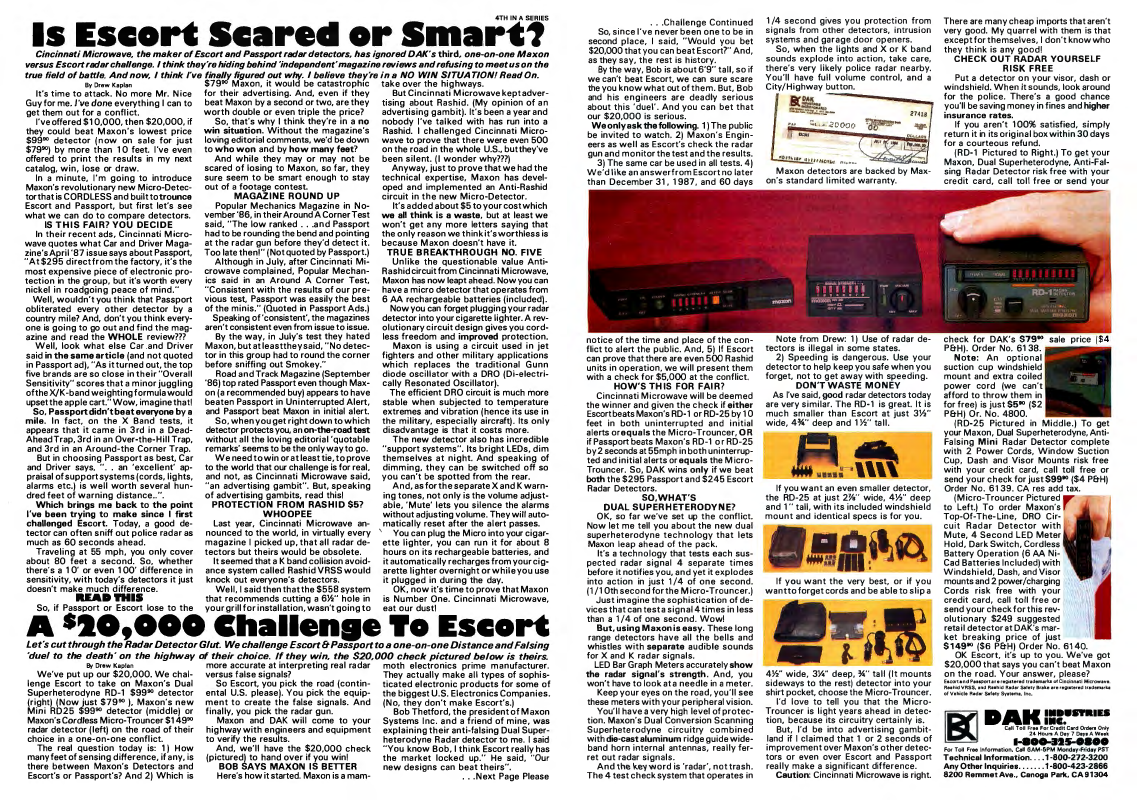 4TH IN A SERIES
Is Escort Scared or Smart?
Cincinnati Microwave, the maker of Escort and Passport radar detectors, has ignored DAK's third, one-on-one Maxon
versus Escort radar challenge. I think they're hiding behind 'independent' magazine reviews and refusing to meet us on the
true field of battle. And now, I think I've finally figured out why. I believe they're in a NO WIN SITUATION! Read On.
By Drew Kaplan
It's time to attack. No more Mr. Nice
Guy for me. I've done everything I can to
get them out for a conflict.
I've offered $10,000, then $20,000, if
they could beat Maxon's lowest price
$99⁹⁰ detector (now on sale for just
$79⁹⁰) by more than 10 feet. I've even
offered to print the results in my next
catalog, win, lose or draw.
In a minute, I'm going to introduce
Maxon's revolutionary new Micro-Detec-
tor that is CORDLESS and built to trounce
Escort and Passport, but first let's see
what we can do to compare detectors.
IS THIS FAIR? YOU DECIDE
In their recent ads, Cincinnati Micro-
wave quotes what Car and Driver Maga-
zine's April '87 issue says about Passport,
"At $295 direct from the factory, it's the
most expensive piece of electronic pro-
tection in the group, but it's worth every
nickel in roadgoing peace of mind."
Well, wouldn't you think that Passport
obliterated every other detector by a
country mile? And, don't you think every-
one is going to go out and find the mag-
azine and read the WHOLE review???
Well, look what else Car and Driver
said in the same article (and not quoted
in Passport ad), "As it turned out, the top
five brands are so close in their "Overall
Sensitivity" scores that a minor juggling
of the X/K-band weighting formula would
upset the apple cart." Wow, imagine that!
So, Passport didn't beat everyone by a
mile. In fact, on the X Band tests, it
appears that it came in 3rd in a Dead-
Ahead Trap, 3rd in an Over-the-Hill Trap,
and 3rd in an Around-the Corner Trap.
But in choosing Passport as best, Car
and Driver says, ". . an 'excellent' ap-
praisal of support systems (cords, lights,
alarms etc.) is well worth several hun-
dred feet of warning distance..".
Which brings me back to the point
I've been trying to make since I first
challenged Escort. Today, a good de-
tector can often sniff out police radar as
much as 60 seconds ahead.
Traveling at 55 mph, you only cover
about 80 feet a second. So, whether
there's a 10' or even 100' difference in
sensitivity, with today's detectors it just
doesn't make much difference.
READ THIS
So, if Passport or Escort lose to the
$79⁹⁰ Maxon, it would be catastrophic
for their advertising. And, even if they
beat Maxon by a second or two, are they
worth double or even triple the price?
So, that's why I think they're in a no
win situation. Without the magazine's
loving editorial comments, we'd be down
to who won and by how many feet?
And while they may or may not be
scared of losing to Maxon, so far, they
sure seem to be smart enough to stay
out of a footage contest.
MAGAZINE ROUND UP
Popular Mechanics Magazine in No-
vember '86, in their Around A Corner Test
said, "The low ranked . . .and Passport
had to be rounding the bend and pointing
at the radar gun before they'd detect it.
Too late then!" (Not quoted by Passport.)
Although in July, after Cincinnati Mi-
crowave complained, Popular Mechan-
ics said in an Around A Corner Test,
"Consistent with the results of our pre-
vious test, Passport was easily the best
of the minis." (Quoted in Passport Ads.)
Speaking of 'consistent', the magazines
aren't consistent even from issue to issue.
By the way, in July's test they hated
Maxon, but at least they said, "No detec-
tor in this group had to round the corner
before sniffing out Smokey."
Road and Track Magazine (September
'86) top rated Passport even though Max-
on (a recommended buy) appears to have
beaten Passport in Uninterrupted Alert,
and Passport beat Maxon in initial alert.
So, when you get right down to which
detector protects you, an on-the-road test
without all the loving editorial 'quotable
remarks' seems to be the only way to go.
We need to win or at least tie, to prove
to the world that our challenge is for real,
and not, as Cincinnati Microwave said,
"an advertising gambit". But, speaking
of advertising gambits, read this!
PROTECTION FROM RASHID $5?
WHOOPEE
Last year, Cincinnati Microwave an-
nounced to the world, in virtually every
magazine I picked up, that all radar de-
tectors but theirs would be obsolete.
It seemed that a K band collision avoid-
ance system called Rashid VRSS would
knock out everyone's detectors.
Well, I said then that the $558 system
that recommends cutting a 6½" hole in
your grill for installation, wasn't going to
take over the highways.
But Cincinnati Microwave kept adver-
tising about Rashid. (My opinion of an
advertising gambit). It's been a year and
nobody I've talked with has run into a
Rashid. I challenged Cincinnati Micro-
wave to prove that there were even 500
on the road in the whole U.S., but they've
been silent. (I wonder why???)
Anyway, just to prove that we had the
technical expertise, Maxon has devel-
oped and implemented an Anti-Rashid
circuit in the new Micro-Detector.
It's added about $5 to your cost which
we all think is a waste, but at least we
won't get any more letters saying that
the only reason we think it's worthless is
because Maxon doesn't have it.
TRUE BREAKTHROUGH NO. FIVE
Unlike the questionable value Anti-
Rashid circuit from Cincinnati Microwave,
Maxon has now leapt ahead. Now you can
have a micro detector that operates from
6 AA rechargeable batteries (included).
Now you can forget plugging your radar
detector into your cigarette lighter. A rev-
olutionary circuit design gives you cord-
less freedom and improved protection.
Maxon is using a circuit used in jet
fighters and other military applications
which replaces the traditional Gunn
diode oscillator with a DRO (Di-electri-
cally Resonated Oscillator).
The efficient DRO circuit is much more
stable when subjected to temperature
extremes and vibration (hence its use in
the military, especially aircraft). Its only
disadvantage is that it costs more.
The new detector also has incredible
"support systems". Its bright LEDs, dim
themselves at night. And speaking of
dimming, they can be switched off so
you can't be spotted from the rear.
And, as for the separate X and K warn-
ing tones, not only is the volume adjust-
able, 'Mute' lets you silence the alarms
without adjusting volume. They will auto-
matically reset after the alert passes.
You can plug the Micro into your cigar-
ette lighter, you can run it for about 8
hours on its rechargeable batteries, and
it automatically recharges from your cig-
arette lighter overnight or while you use
it plugged in during the day.
OK, now it's time to prove that Maxon
is Number One. Cincinnati Microwave,
eat our dust!
A $20,000 Challenge To Escort
Let's cut through the Radar Detector Glut. We challenge Escort & Passport to a one-on-one Distance and Falsing
'duel to the death' on the highway of their choice. If they win, the $20,000 check pictured below is theirs.
By Drew Kaplan
We've put up our $20,000. We chal-
lenge Escort to take on Maxon's Dual
Superheterodyne RD-1 $99⁹⁰ detector
(right) (Now just $79⁹⁰ ), Maxon's new
Mini RD25 $99⁹⁰ detector (middle) or
Maxon's Cordless Micro-Trouncer $149⁹⁰
radar detector (left) on the road of their
choice in a one-on-one conflict.
The real question today is: 1) How
many feet of sensing difference, if any, is
there between Maxon's Detectors and
Escort's or Passport's? And 2) Which is
more accurate at interpreting real radar
versus false signals?
So Escort, you pick the road (contin-
ental U.S. please). You pick the equip-
ment to create the false signals. And
finally, you pick the radar gun.
Maxon and DAK will come to your
highway with engineers and equipment
to verify the results.
And, we'll have the $20,000 check
(pictured) to hand over if you win!
BOB SAYS MAXON IS BETTER
Here's how it started. Maxon is a mam-
moth electronics prime manufacturer.
They actually make all types of sophis-
ticated electronic products for some of
the biggest U.S. Electronics Companies.
(No, they don't make Escort's.)
Bob Thetford, the president of Maxon
Systems Inc. and a friend of mine, was
explaining their anti-falsing Dual Super-
heterodyne Radar detector to me. I said
"You know Bob, I think Escort really has
the market locked up." He said, "Our
new designs can beat theirs".
. . .Next Page Please
. . .Challenge Continued
So, since I've never been one to be in
second place, I said, "Would you bet
$20,000 that you can beat Escort?" And,
as they say, the rest is history.
By the way, Bob is about 6'9" tall, so if
we can't beat Escort, we can sure scare
the you know what out of them. But, Bob
and his engineers are deadly serious
about this 'duel'. And you can bet that
our $20,000 is serious.
We only ask the following. 1) The public
be invited to watch. 2) Maxon's Engin-
eers as well as Escort's check the radar
gun and monitor the test and the results.
3) The same car be used in all tests. 4)
We'd like an answer from Escort no later
than December 31, 1987, and 60 days
notice of the time and place of the con-
flict to alert the public. And, 5) If Escort
can prove that there are even 500 Rashid
units in operation, we will present them
with a check for $5,000 at the conflict.
HOW'S THIS FOR FAIR?
Cincinnati Microwave will be deemed
the winner and given the check if either
Escort beats Maxon's RD-1 or RD-25 by 10
feet in both uninterrupted and initial
alerts or equals the Micro-Trouncer, OR
if Passport beats Maxon's RD-1 or RD-25
by 2 seconds at 55mph in both uninterrup-
ted and initial alerts or equals the Micro-
Trouncer. So, DAK wins only if we beat
both the $295 Passport and $245 Escort
Radar Detectors.
SO, WHAT'S
DUAL SUPERHETERODYNE?
OK, so far we've set up the conflict.
Now let me tell you about the new dual
superheterodyne technology that lets
Maxon leap ahead of the pack.
It's a technology that tests each sus-
pected radar signal 4 separate times
before it notifies you, and yet it explodes
into action in just 1/4 of one second.
(1/10th second for the Micro-Trouncer.)
Just imagine the sophistication of de-
vices that can test a signal 4 times in less
than a 1/4 of one second. Wow!
But, using Maxon is easy. These long
range detectors have all the bells and
whistles with separate audible sounds
for X and K radar signals.
LED Bar Graph Meters accurately show
the radar signal's strength. And, you
won't have to look at a needle in a meter.
Keep your eyes on the road, you'll see
these meters with your peripheral vision.
You'll have a very high level of protec-
tion. Maxon's Dual Conversion Scanning
Superheterodyne circuitry combined
with die-cast aluminum ridge guide wide-
band horn internal antennas, really fer-
ret out radar signals.
And the key word is 'radar', not trash.
The 4 test check system that operates in
1/4 second gives you protection from
signals from other detectors, intrusion
systems and garage door openers.
So, when the lights and X or K band
sounds explode into action, take care,
there's very likely police radar nearby.
You'll have full volume control, and a
City/Highway button.
27418
20000 00
Maxon detectors are backed by Max-
on's standard limited warranty.
Note from Drew: 1) Use of radar de-
tectors is illegal in some states.
2) Speeding is dangerous. Use your
detector to help keep you safe when you
forget, not to get away with speeding.
DON'T WASTE MONEY
As I've said, good radar detectors today
are very similar. The RD-1 is great. It is
much smaller than Escort at just 3½"
wide, 4¾" deep and 1½" tall.
If you want an even smaller detector,
the RD-25 at just 2⅞" wide, 4½" deep
and 1" tall, with its included windshield
mount and identical specs is for you.
If you want the very best, or if you
want to forget cords and be able to slip a
4½" wide, 3¾" deep, ¾" tall (It mounts
sideways to the rest) detector into your
shirt pocket, choose the Micro-Trouncer.
I'd love to tell you that the Micro-
Trouncer is light years ahead in detec-
tion, because its circuitry certainly is.
But, I'd be into advertising gambit-
land if I claimed that 1 or 2 seconds of
improvement over Maxon's other detec-
tors or even over Escort and Passport
really make a significant difference.
Caution: Cincinnati Microwave is right.
There are many cheap imports that aren't
very good. My quarrel with them is that
except for themselves, I don't know who
they think is any good!
CHECK OUT RADAR YOURSELF
RISK FREE
Put a detector on your visor, dash or
windshield. When it sounds, look around
for the police. There's a good chance
you'll be saving money in fines and higher
insurance rates.
If you aren't 100% satisfied, simply
return it in its original box within 30 days
for a courteous refund.
(RD-1 Pictured to Right.) To get your
Maxon, Dual Superheterodyne, Anti-Fal-
sing Radar Detector risk free with your
credit card, call toll free or send your
maxon
RD-1
check for DAK's $79⁹⁰ sale price ($4
P&H). Order No. 6138.
Note: An optional
suction cup windshield
mount and extra coiled
power cord (we can't
afford to throw them in
for free) is just $5⁹⁰ ($2
P&H) Or. No. 4800.
(RD-25 Pictured in Middle.) To get
your Maxon, Dual Superheterodyne, Anti-
Falsing Mini Radar Detector complete
with 2 Power Cords, Window Suction
Cup, Dash and Visor Mounts risk free
with your credit card, call toll free or
send your check for just $99⁹⁰ ($4 P&H)
Order No. 6139. CA res add tax.
(Micro-Trouncer Pictured
to Left.) To order Maxon's
Top-Of-The-Line, DRO Cir-
cuit Radar Detector with
Mute, 4 Second LED Meter
Hold, Dark Switch, Cordless
Battery Operation (6 AA Ni-
Cad Batteries Included) with
Windshield, Dash, and Visor
mounts and 2 power/charging
Cords risk free with your
credit card, call toll free or
send your check for this rev-
olutionary $249 suggested
retail detector at DAK's mar-
ket breaking price of just
$149⁹⁰ ($6 P&H) Order No. 6140.
OK Escort, it's up to you. We've got
$20,000 that says you can't beat Maxon
on the road. Your answer, please?
Escort and Passport are registered trademarks of Cincinnati Microwave.
Rashid VRSS, and Rashid Radar Safety Brake are registered trademarks
of Vehicle Radar Safety Systems, Inc.
DAK INDUSTRIES INC.
Call Toll Free For Credit Card Orders Only
24 Hours A Day 7 Days A Week
1-800-325-0800
For Toll Free Information, Call 6AM-5PM Monday-Friday PST
Technical Information. . . .1-800-272-3200
Any Other Inquiries. . . . . . .1-800-423-2866
8200 Remmet Ave., Canoga Park, CA 91304